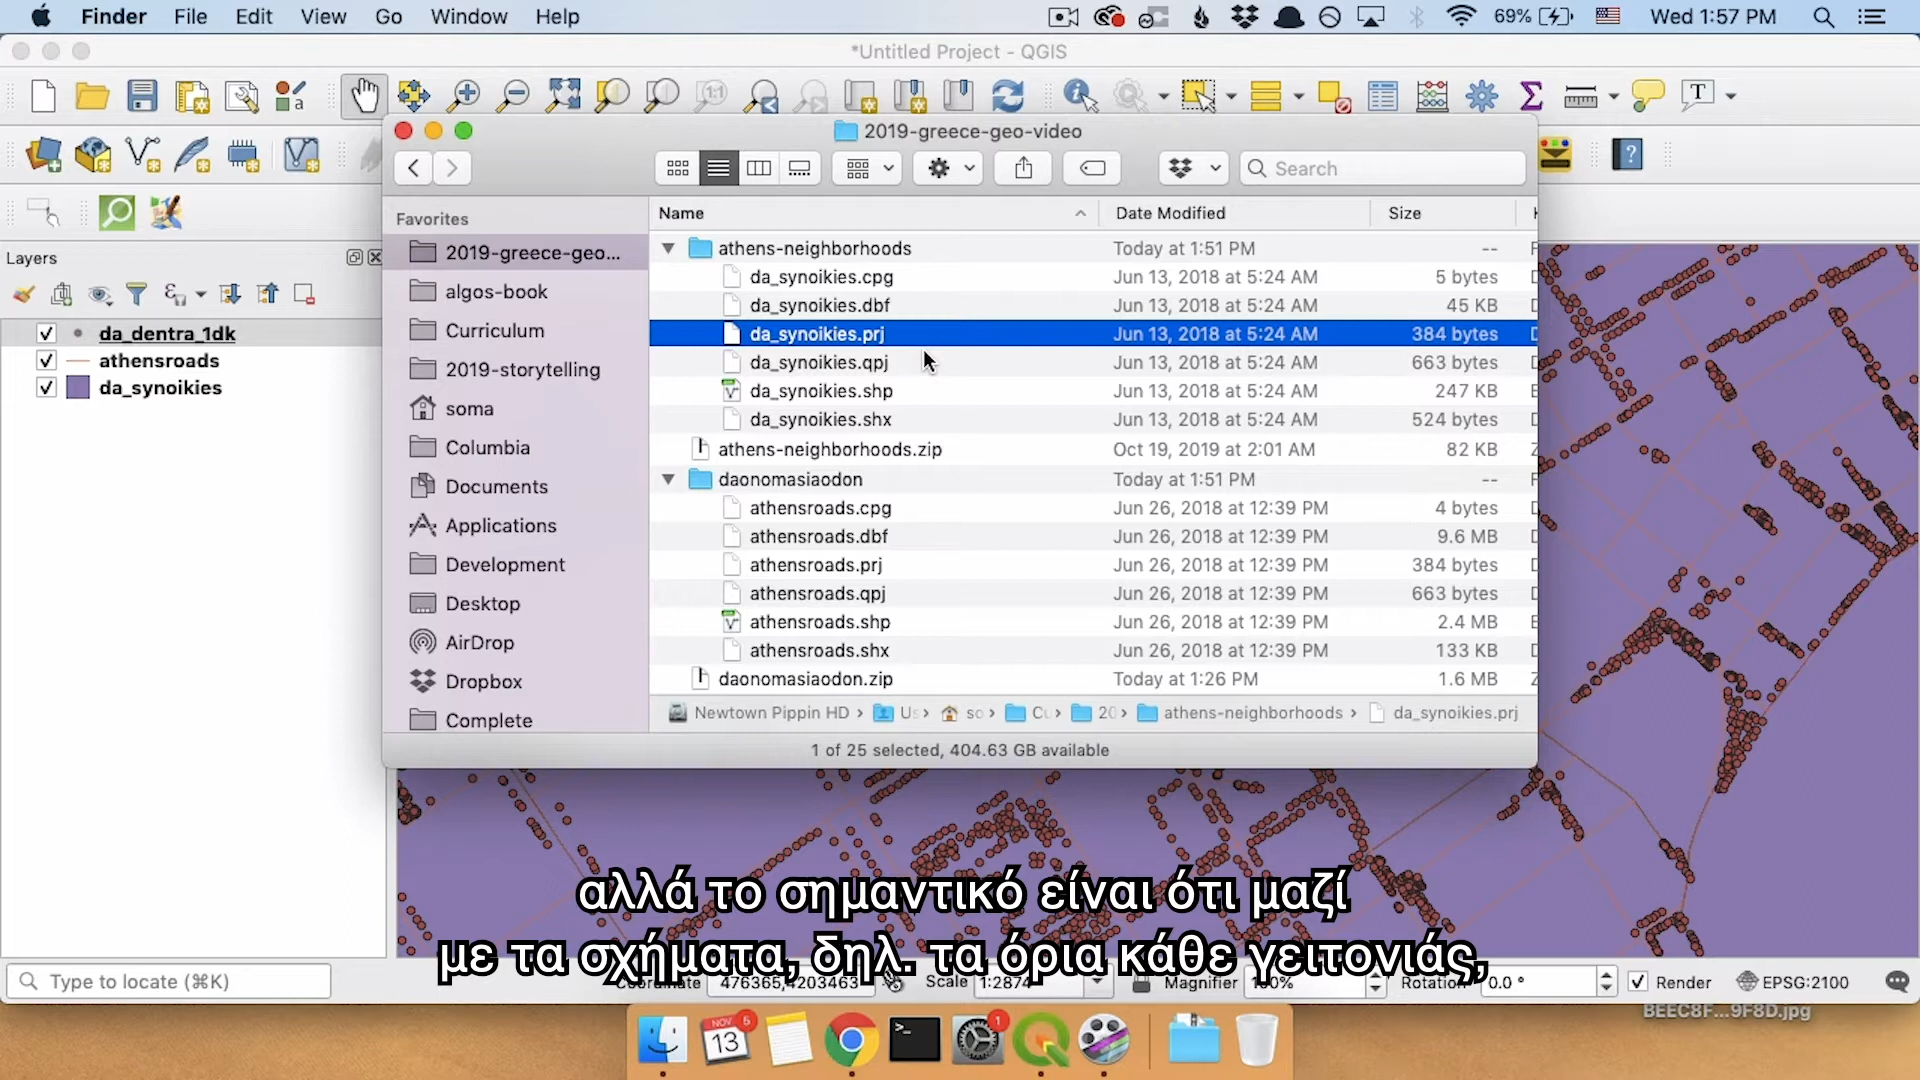 Finder File Edit View Go Window Help 69% Wed 1:57 PM
*Untitled Project - QGIS
2019-greece-geo-video
Search
Favorites
2019-greece-geo...
algos-book
Curriculum
2019-storytelling
soma
Columbia
Documents
Applications
Development
Desktop
AirDrop
Dropbox
Complete
Name Date Modified Size
athens-neighborhoods Today at 1:51 PM --
da_synoikies.cpg Jun 13, 2018 at 5:24 AM 5 bytes
da_synoikies.dbf Jun 13, 2018 at 5:24 AM 45 KB
da_synoikies.prj Jun 13, 2018 at 5:24 AM 384 bytes
da_synoikies.qpj Jun 13, 2018 at 5:24 AM 663 bytes
da_synoikies.shp Jun 13, 2018 at 5:24 AM 247 KB
da_synoikies.shx Jun 13, 2018 at 5:24 AM 524 bytes
athens-neighborhoods.zip Oct 19, 2019 at 2:01 AM 82 KB
daonomasiaodon Today at 1:51 PM --
athensroads.cpg Jun 26, 2018 at 12:39 PM 4 bytes
athensroads.dbf Jun 26, 2018 at 12:39 PM 9.6 MB
athensroads.prj Jun 26, 2018 at 12:39 PM 384 bytes
athensroads.qpj Jun 26, 2018 at 12:39 PM 663 bytes
athensroads.shp Jun 26, 2018 at 12:39 PM 2.4 MB
athensroads.shx Jun 26, 2018 at 12:39 PM 133 KB
daonomasiaodon.zip Today at 1:26 PM 1.6 MB
Newtown Pippin HD › Us› so› Cu› 20› athens-neighborhoods › da_synoikies.prj
1 of 25 selected, 404.63 GB available
Layers
da_dentra_1dk
athensroads
da_synoikies
αλλά το σημαντικό είναι ότι μαζί
με τα σχήματα, δηλ. τα όρια κάθε γειτονιάς,
Type to locate (⌘K) Coordinate 476365,4203463 Scale 1:2874 Magnifier 100% Rotation 0.0 ° Render EPSG:2100
BEEC8F...9F8D.jpg
NOV 13 5 1